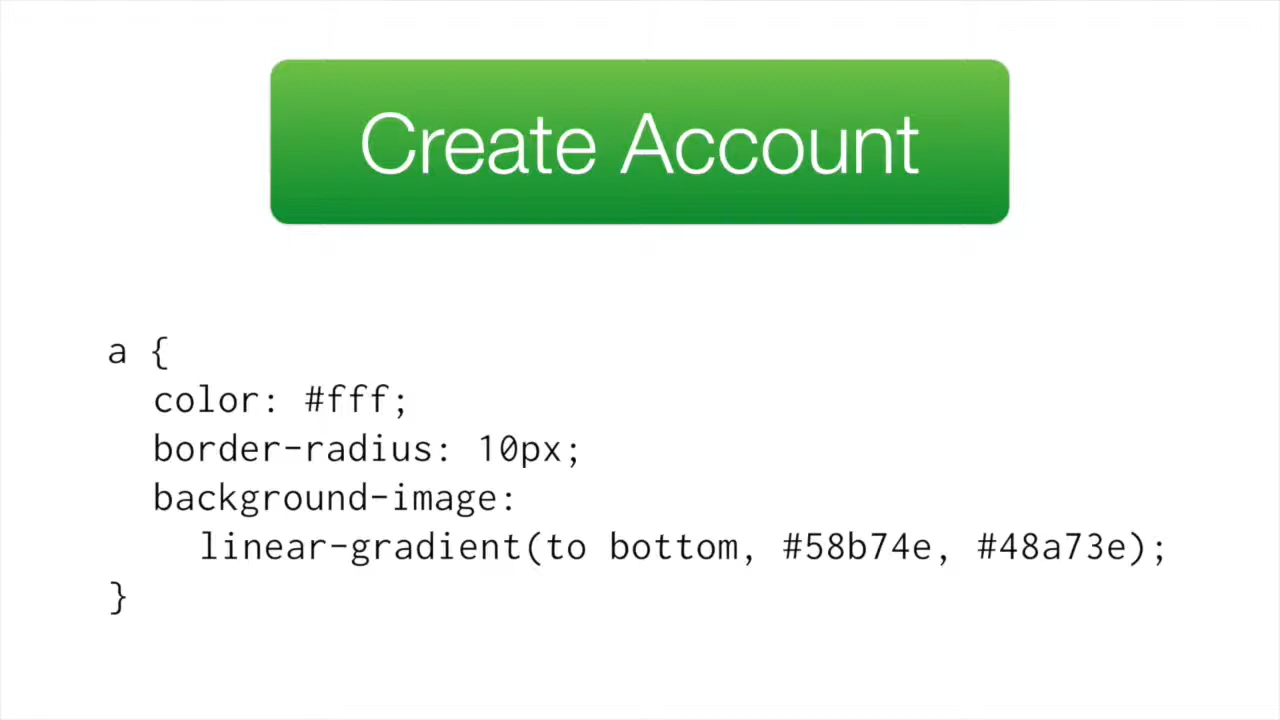 Create Account
a {
color: #fff;
border-radius: 10px;
background-image:
linear-gradient(to bottom, #58b74e, #48a73e);
}